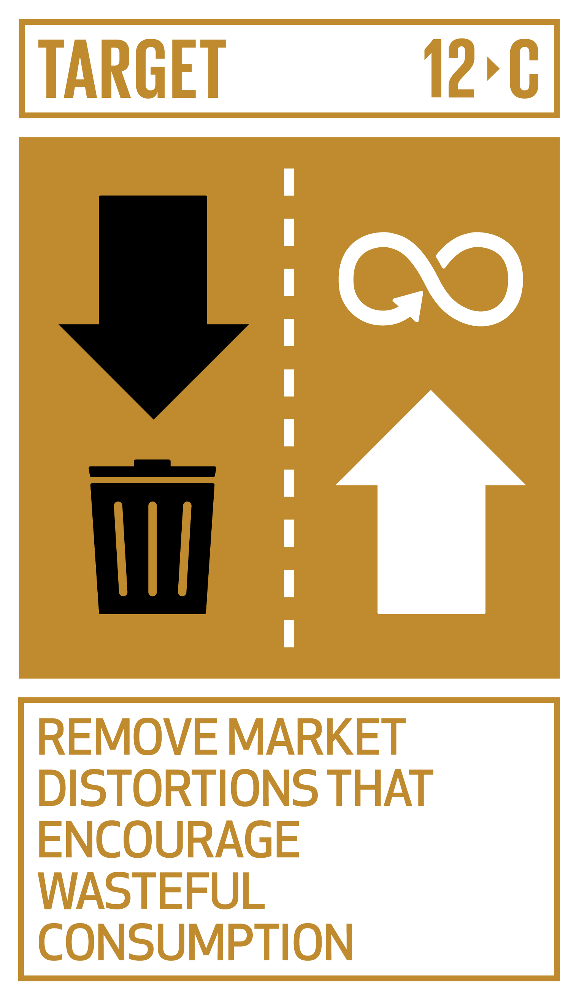 TARGET 12▸C
REMOVE MARKET
DISTORTIONS THAT
ENCOURAGE
WASTEFUL
CONSUMPTION